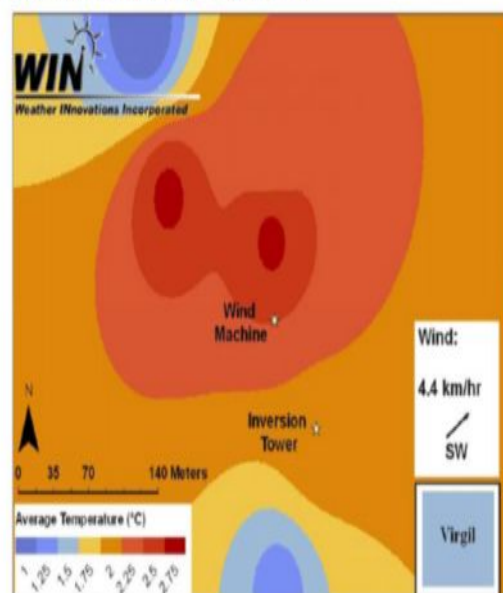 WIN
Weather INnovations Incorporated
Wind
Machine
Wind:
4.4 km/hr
SW
N
Inversion
Tower
0 35 70 140 Meters
Average Temperature (°C)
1 1.25 1.5 1.75 2 2.25 2.5 2.75
Virgil